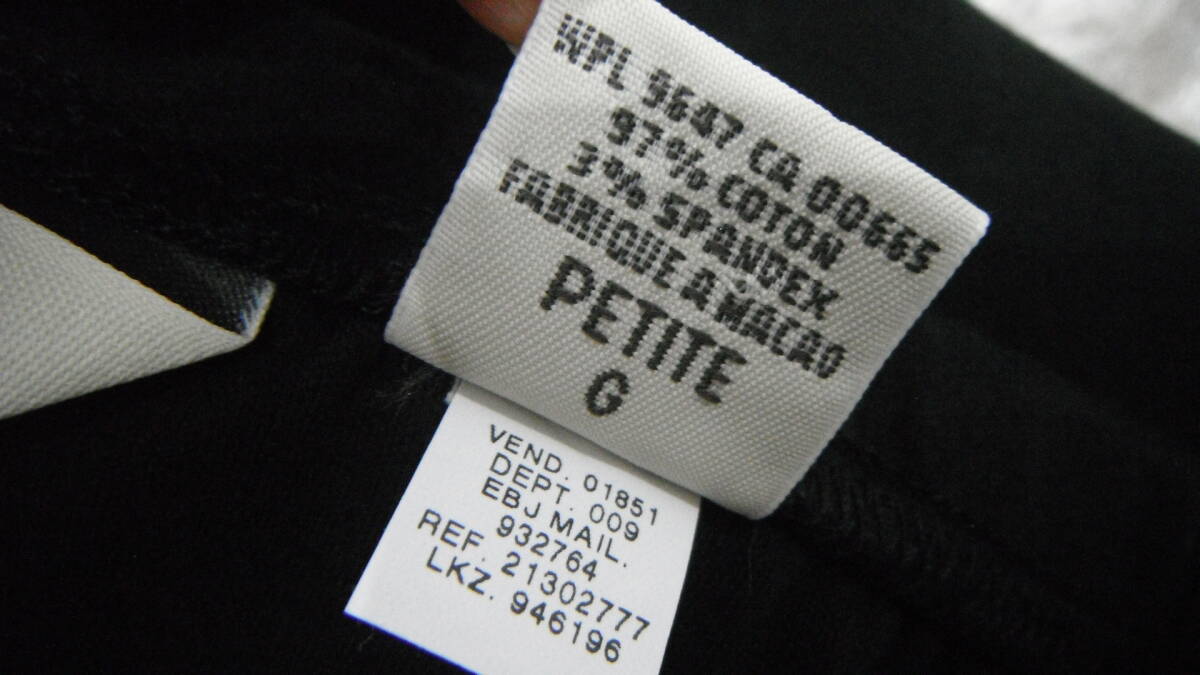 WPL 9647 CA 00665
97% COTON
3% SPANDEX
FABRIQUE A MACAO
PETITE
G
VEND. 01851
DEPT. 009
EBJ MAIL.
932764
REF. 21302777
LKZ. 946196